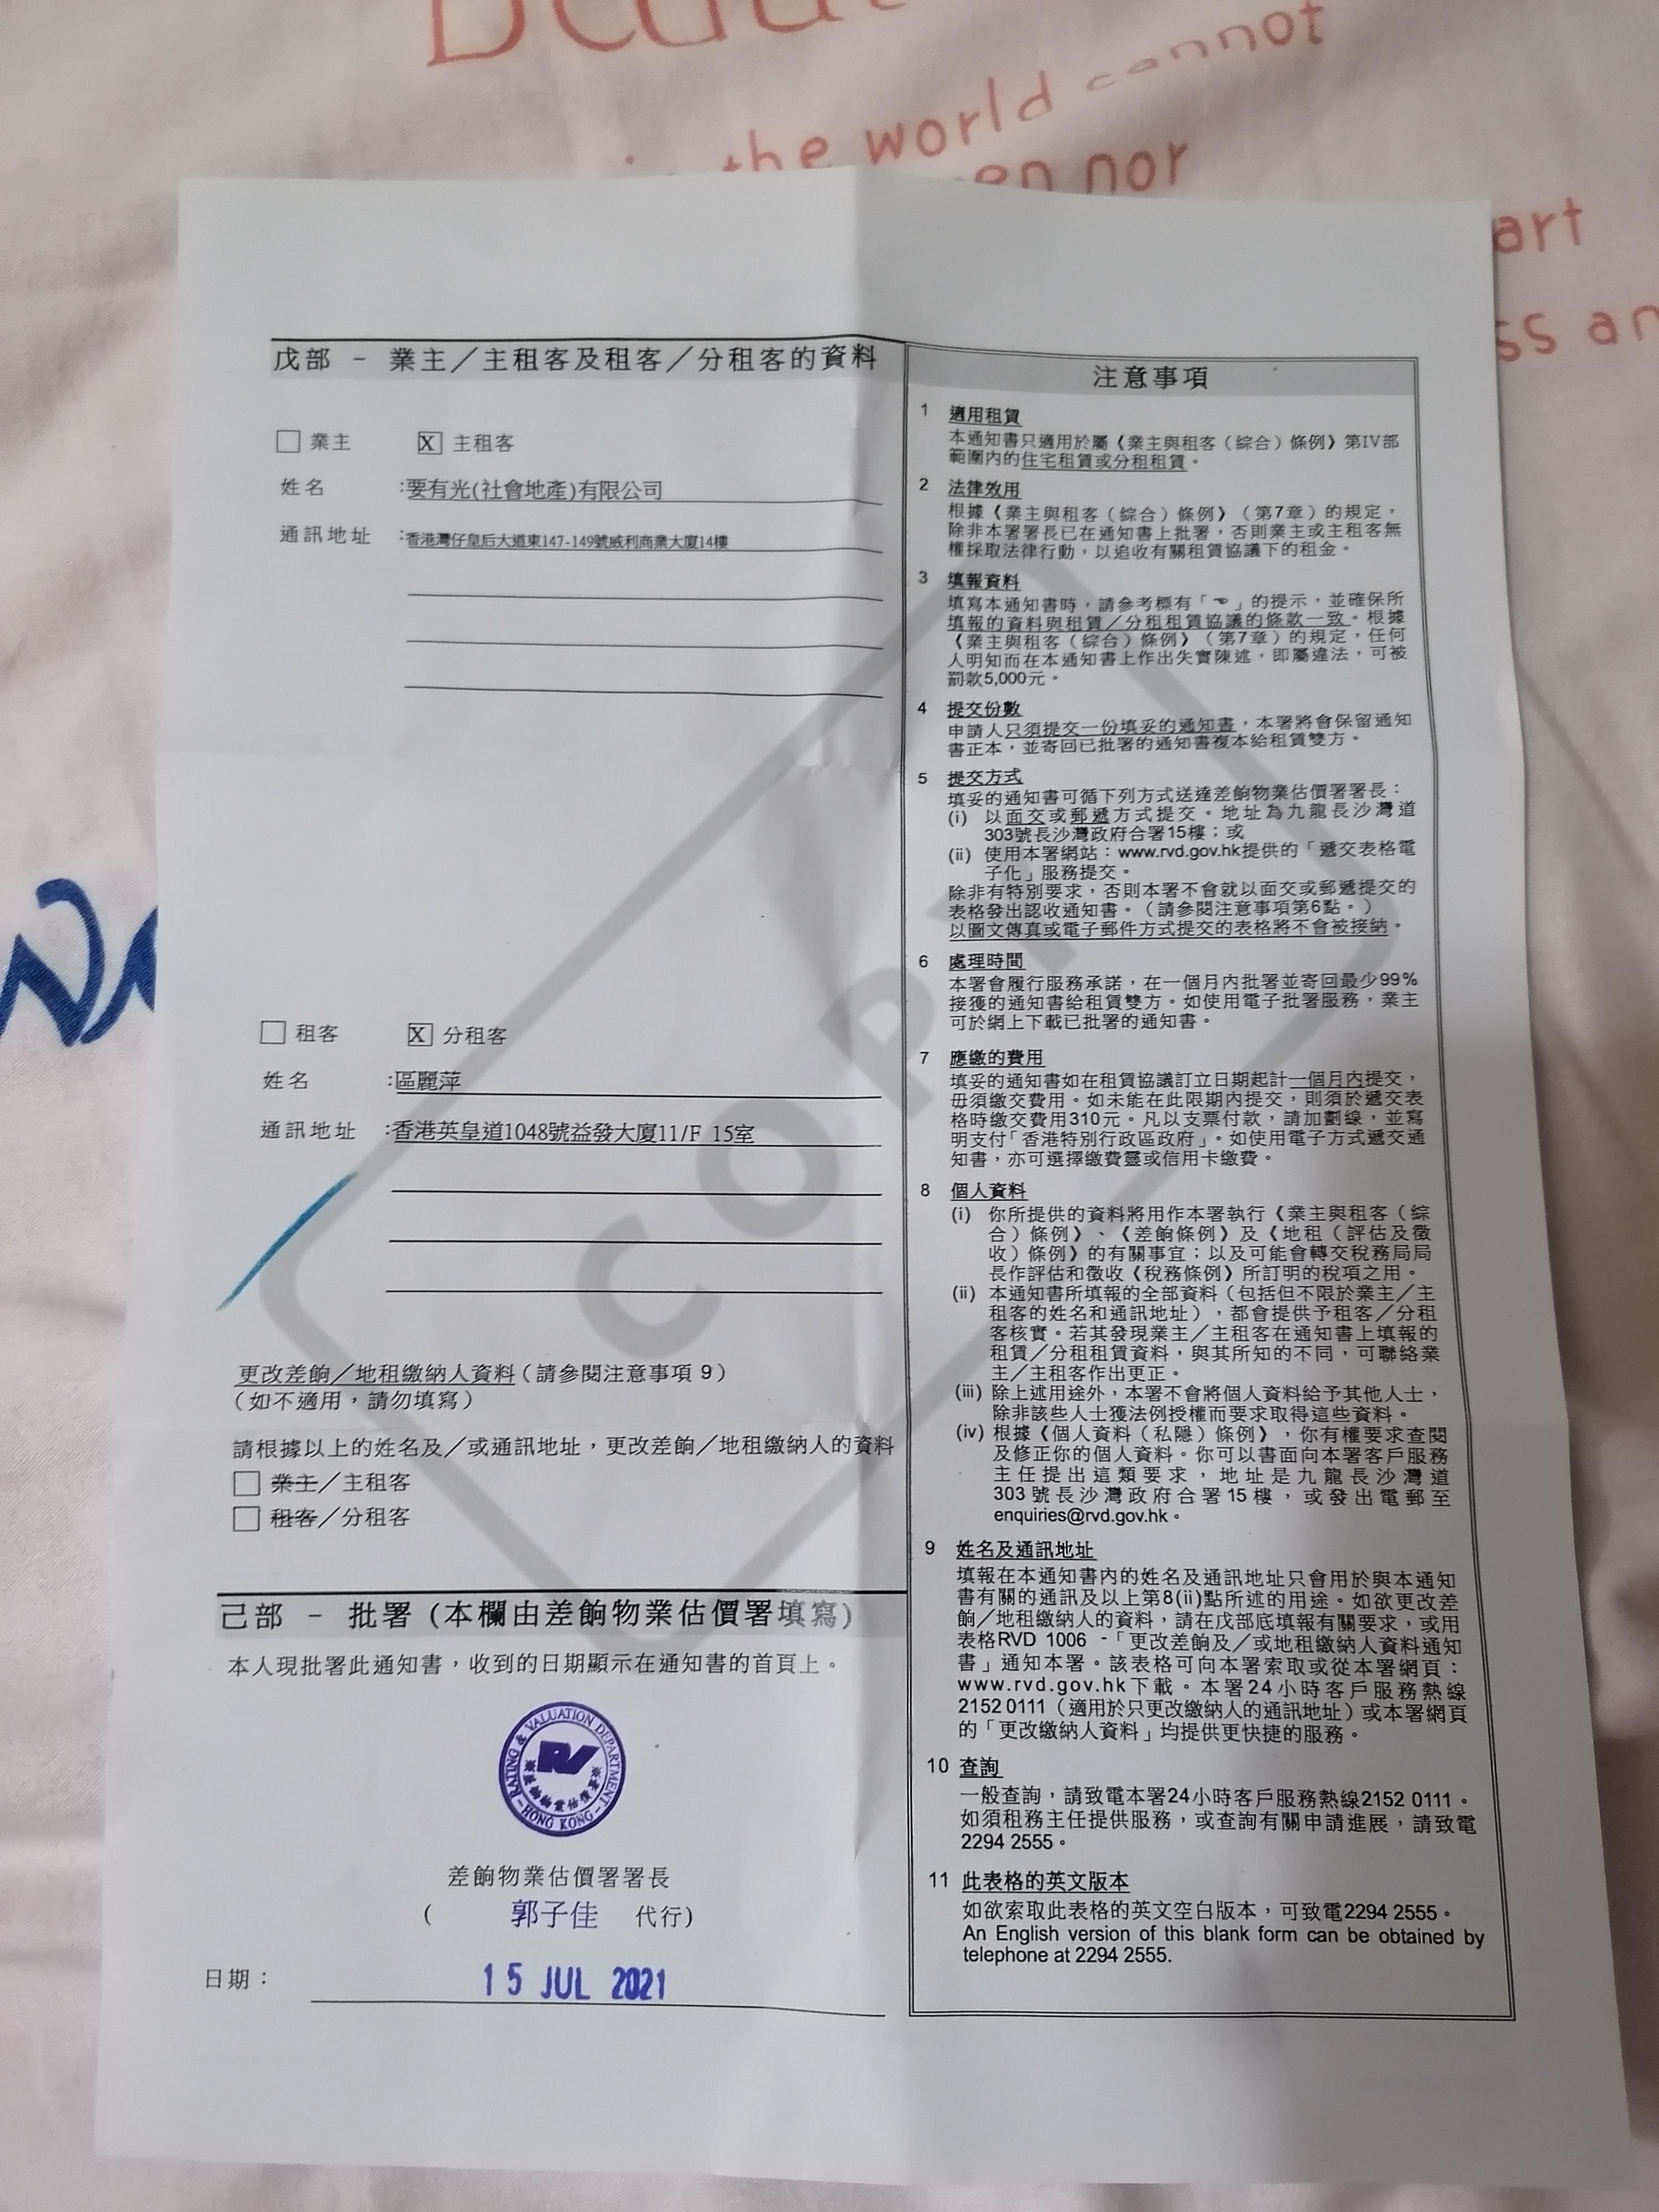 the world cannot
nor
art
ss an
戊部 - 業主／主租客及租客／分租客的資料
業主
X 主租客
姓名 :要有光(社會地產)有限公司
通訊地址 :香港灣仔皇后大道東147-149號威利商業大廈14樓
租客
X 分租客
姓名 :區麗萍
通訊地址 :香港英皇道1048號益發大廈11/F 15室
更改差餉／地租繳納人資料(請參閱注意事項 9)
(如不適用，請勿填寫)
請根據以上的姓名及／或通訊地址，更改差餉／地租繳納人的資料
業主／主租客
租客／分租客
己部 - 批署 (本欄由差餉物業估價署填寫)
本人現批署此通知書，收到的日期顯示在通知書的首頁上。
RATING & VALUATION DEPARTMENT
RV
差餉物業估價署
HONG KONG
差餉物業估價署署長
( 郭子佳 代行)
日期： 15 JUL 2021
注意事項
1 適用租賃
本通知書只適用於屬《業主與租客（綜合）條例》第IV部
範圍內的住宅租賃或分租租賃。
2 法律效用
根據《業主與租客（綜合）條例》（第7章）的規定，
除非本署署長已在通知書上批署，否則業主或主租客無
權採取法律行動，以追收有關租賃協議下的租金。
3 填報資料
填寫本通知書時，請參考標有「☜」的提示，並確保所
填報的資料與租賃／分租租賃協議的條款一致。根據
《業主與租客（綜合）條例》（第7章）的規定，任何
人明知而在本通知書上作出失實陳述，即屬違法，可被
罰款5,000元。
4 提交份數
申請人只須提交一份填妥的通知書，本署將會保留通知
書正本，並寄回已批署的通知書複本給租賃雙方。
5 提交方式
填妥的通知書可循下列方式送達差餉物業估價署署長：
(i) 以面交或郵遞方式提交。地址為九龍長沙灣道
303號長沙灣政府合署15樓；或
(ii) 使用本署網站：www.rvd.gov.hk提供的「遞交表格電
子化」服務提交。
除非有特別要求，否則本署不會就以面交或郵遞提交的
表格發出認收通知書。（請參閱注意事項第6點。）
以圖文傳真或電子郵件方式提交的表格將不會被接納。
6 處理時間
本署會履行服務承諾，在一個月內批署並寄回最少99%
接獲的通知書給租賃雙方。如使用電子批署服務，業主
可於網上下載已批署的通知書。
7 應繳的費用
填妥的通知書如在租賃協議訂立日期起計一個月內提交，
毋須繳交費用。如未能在此限期內提交，則須於遞交表
格時繳交費用310元。凡以支票付款，請加劃線，並寫
明支付「香港特別行政區政府」。如使用電子方式遞交通
知書，亦可選擇繳費靈或信用卡繳費。
8 個人資料
(i) 你所提供的資料將用作本署執行《業主與租客（綜
合）條例》、《差餉條例》及《地租（評估及徵
收）條例》的有關事宜；以及可能會轉交稅務局局
長作評估和徵收《稅務條例》所訂明的稅項之用。
(ii) 本通知書所填報的全部資料（包括但不限於業主／主
租客的姓名和通訊地址），都會提供予租客／分租
客核實。若其發現業主／主租客在通知書上填報的
租賃／分租租賃資料，與其所知的不同，可聯絡業
主／主租客作出更正。
(iii) 除上述用途外，本署不會將個人資料給予其他人士，
除非該些人士獲法例授權而要求取得這些資料。
(iv) 根據《個人資料（私隱）條例》，你有權要求查閱
及修正你的個人資料。你可以書面向本署客戶服務
主任提出這類要求，地址是九龍長沙灣道
303號長沙灣政府合署15樓，或發出電郵至
enquiries@rvd.gov.hk。
9 姓名及通訊地址
填報在本通知書內的姓名及通訊地址只會用於與本通知
書有關的通訊及以上第8(ii)點所述的用途。如欲更改差
餉／地租繳納人的資料，請在戊部底填報有關要求，或用
表格RVD 1006 -「更改差餉及／或地租繳納人資料通知
書」通知本署。該表格可向本署索取或從本署網頁：
www.rvd.gov.hk下載。本署24小時客戶服務熱線
2152 0111（適用於只更改繳納人的通訊地址）或本署網頁
的「更改繳納人資料」均提供更快捷的服務。
10 查詢
一般查詢，請致電本署24小時客戶服務熱線2152 0111。
如須租務主任提供服務，或查詢有關申請進展，請致電
2294 2555。
11 此表格的英文版本
如欲索取此表格的英文空白版本，可致電2294 2555。
An English version of this blank form can be obtained by
telephone at 2294 2555.
COPY